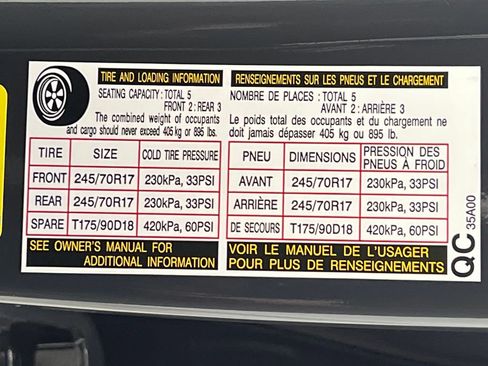 TIRE AND LOADING INFORMATION
SEATING CAPACITY: TOTAL 5
FRONT 2: REAR 3
The combined weight of occupants
and cargo should never exceed 405 kg or 895 lbs.
TIRE SIZE COLD TIRE PRESSURE
FRONT 245/70R17 230kPa, 33PSI
REAR 245/70R17 230kPa, 33PSI
SPARE T175/90D18 420kPa, 60PSI
SEE OWNER'S MANUAL FOR
ADDITIONAL INFORMATION
RENSEIGNEMENTS SUR LES PNEUS ET LE CHARGEMENT
NOMBRE DE PLACES : TOTAL 5
AVANT 2: ARRIÈRE 3
Le poids total des occupants et du chargement ne
doit jamais dépasser 405 kg ou 895 lb.
PNEU DIMENSIONS PRESSION DES
PNEUS À FROID
AVANT 245/70R17 230kPa, 33PSI
ARRIÈRE 245/70R17 230kPa, 33PSI
DE SECOURS T175/90D18 420kPa, 60PSI
VOIR LE MANUEL DE L'USAGER
POUR PLUS DE RENSEIGNEMENTS
QC 35A00